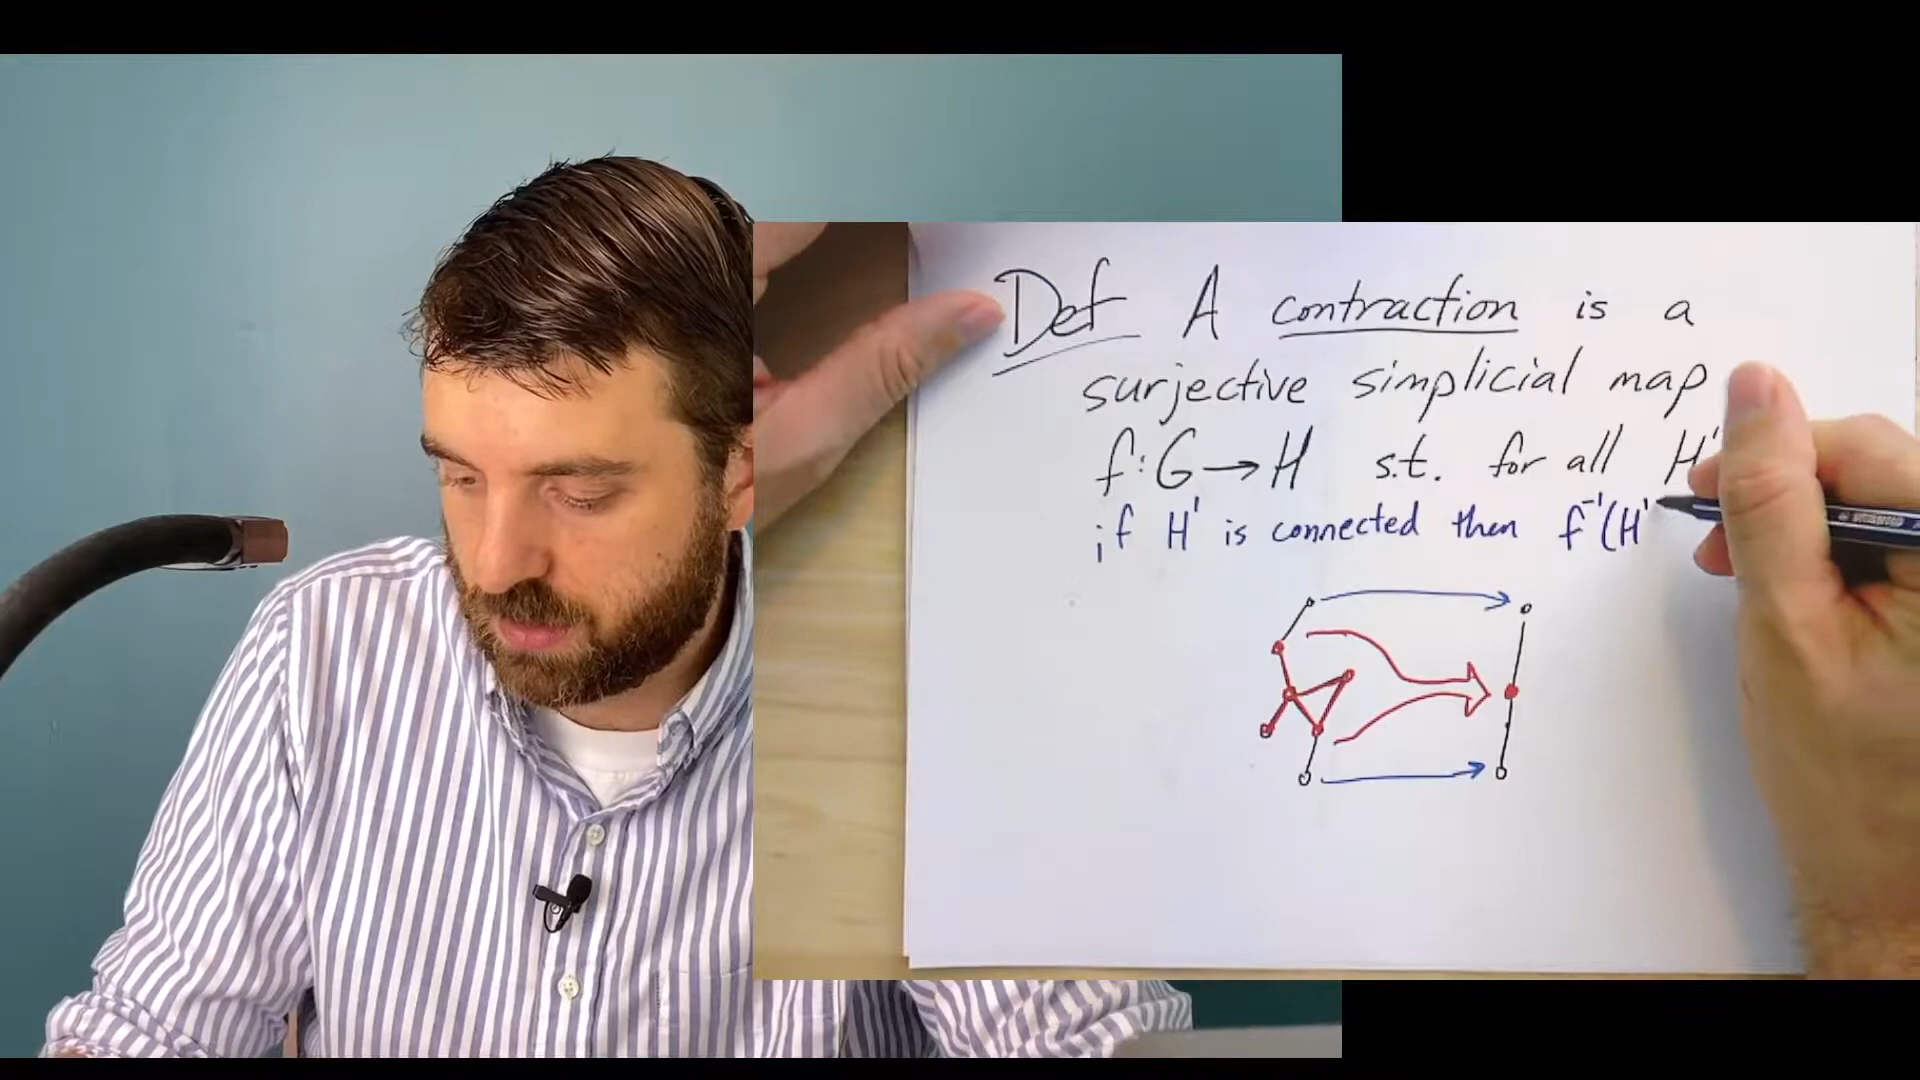 Def A contraction is a
surjective simplicial map
f: G → H s.t. for all H'
if H' is connected then f⁻¹(H'